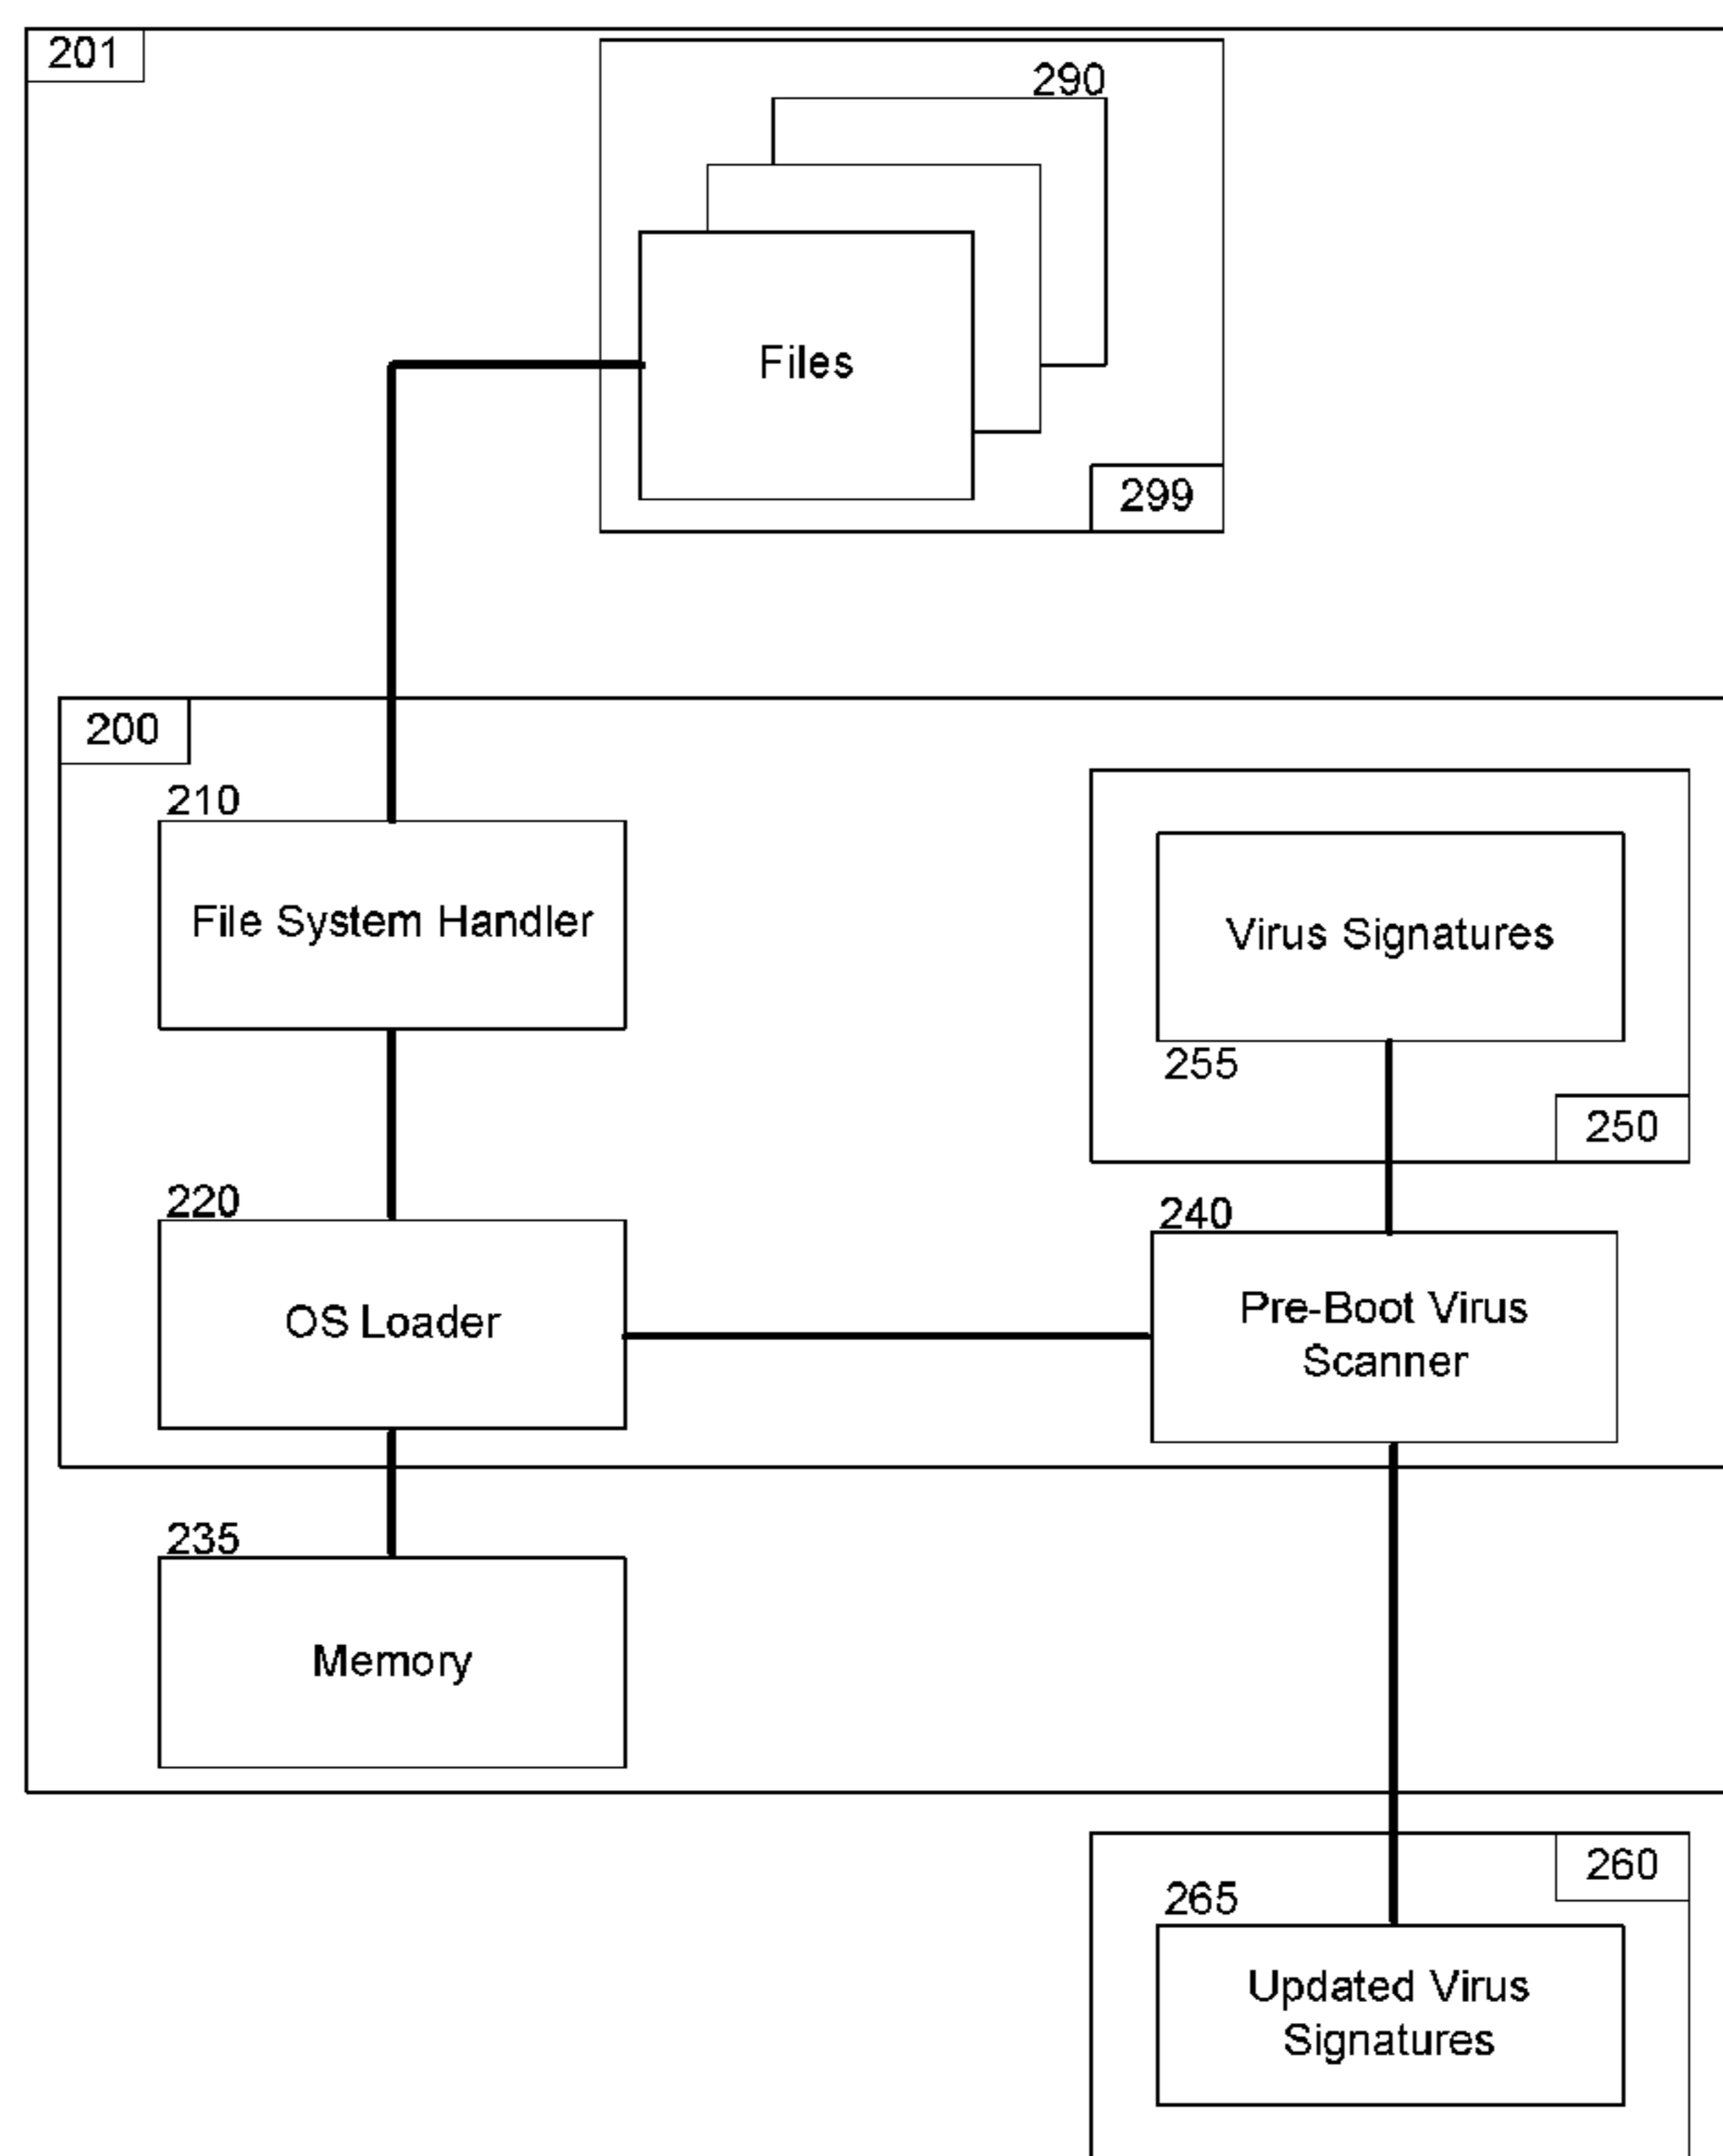 201
290
Files
299
200
210
File System Handler
Virus Signatures
255
250
220
OS Loader
240
Pre-Boot Virus
Scanner
235
Memory
260
265
Updated Virus
Signatures